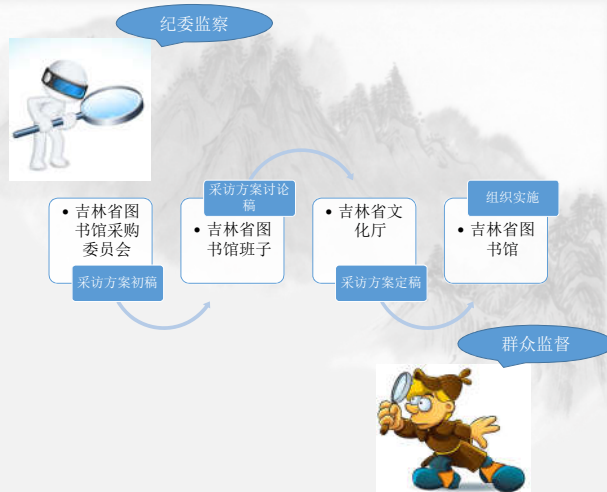 纪委监察
• 吉林省图
书馆采购
委员会
采访方案初稿
采访方案讨论
稿
• 吉林省图
书馆班子
• 吉林省文
化厅
采访方案定稿
组织实施
• 吉林省图
书馆
群众监督